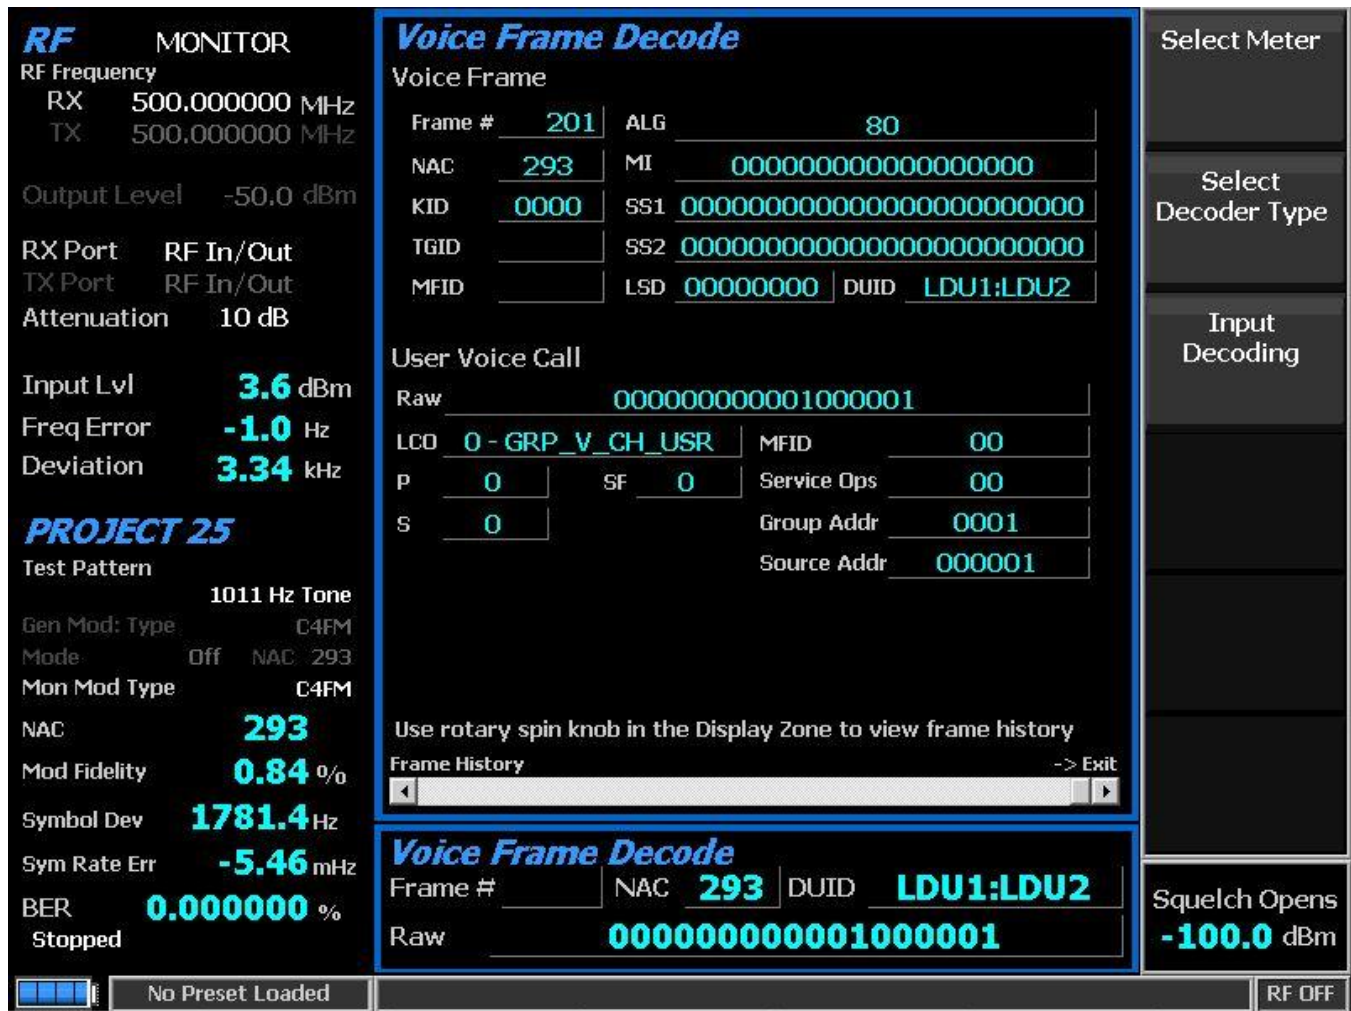 RF MONITOR
RF Frequency
RX 500.000000 MHz
TX 500.000000 MHz
Output Level -50.0 dBm
RX Port RF In/Out
TX Port RF In/Out
Attenuation 10 dB
Input Lvl 3.6 dBm
Freq Error -1.0 Hz
Deviation 3.34 kHz
PROJECT 25
Test Pattern
1011 Hz Tone
Gen Mod: Type C4FM
Mode Off NAC 293
Mon Mod Type C4FM
NAC 293
Mod Fidelity 0.84 %
Symbol Dev 1781.4 Hz
Sym Rate Err -5.46 mHz
BER 0.000000 %
Stopped
Voice Frame Decode
Voice Frame
Frame # 201 ALG 80
NAC 293 MI 000000000000000000
KID 0000 SS1 000000000000000000000000
TGID SS2 000000000000000000000000
MFID LSD 00000000 DUID LDU1:LDU2
User Voice Call
Raw 000000000001000001
LCO 0 - GRP_V_CH_USR MFID 00
P 0 SF 0 Service Ops 00
S 0 Group Addr 0001
Source Addr 000001
Use rotary spin knob in the Display Zone to view frame history
Frame History -> Exit
Voice Frame Decode
Frame # NAC 293 DUID LDU1:LDU2
Raw 000000000001000001
Select Meter
Select
Decoder Type
Input
Decoding
Squelch Opens
-100.0 dBm
No Preset Loaded
RF OFF